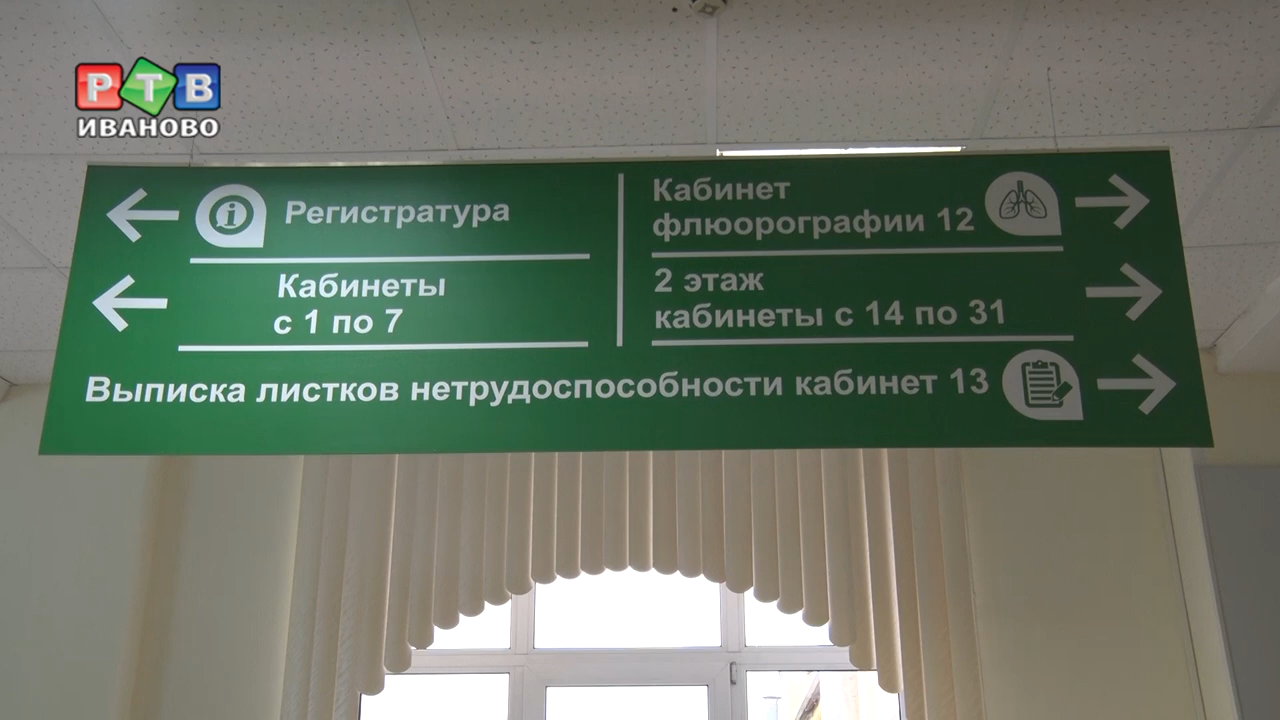 РТВ
ИВАНОВО
Регистратура
Кабинеты
с 1 по 7
Кабинет
флюорографии 12
2 этаж
кабинеты с 14 по 31
Выписка листков нетрудоспособности кабинет 13